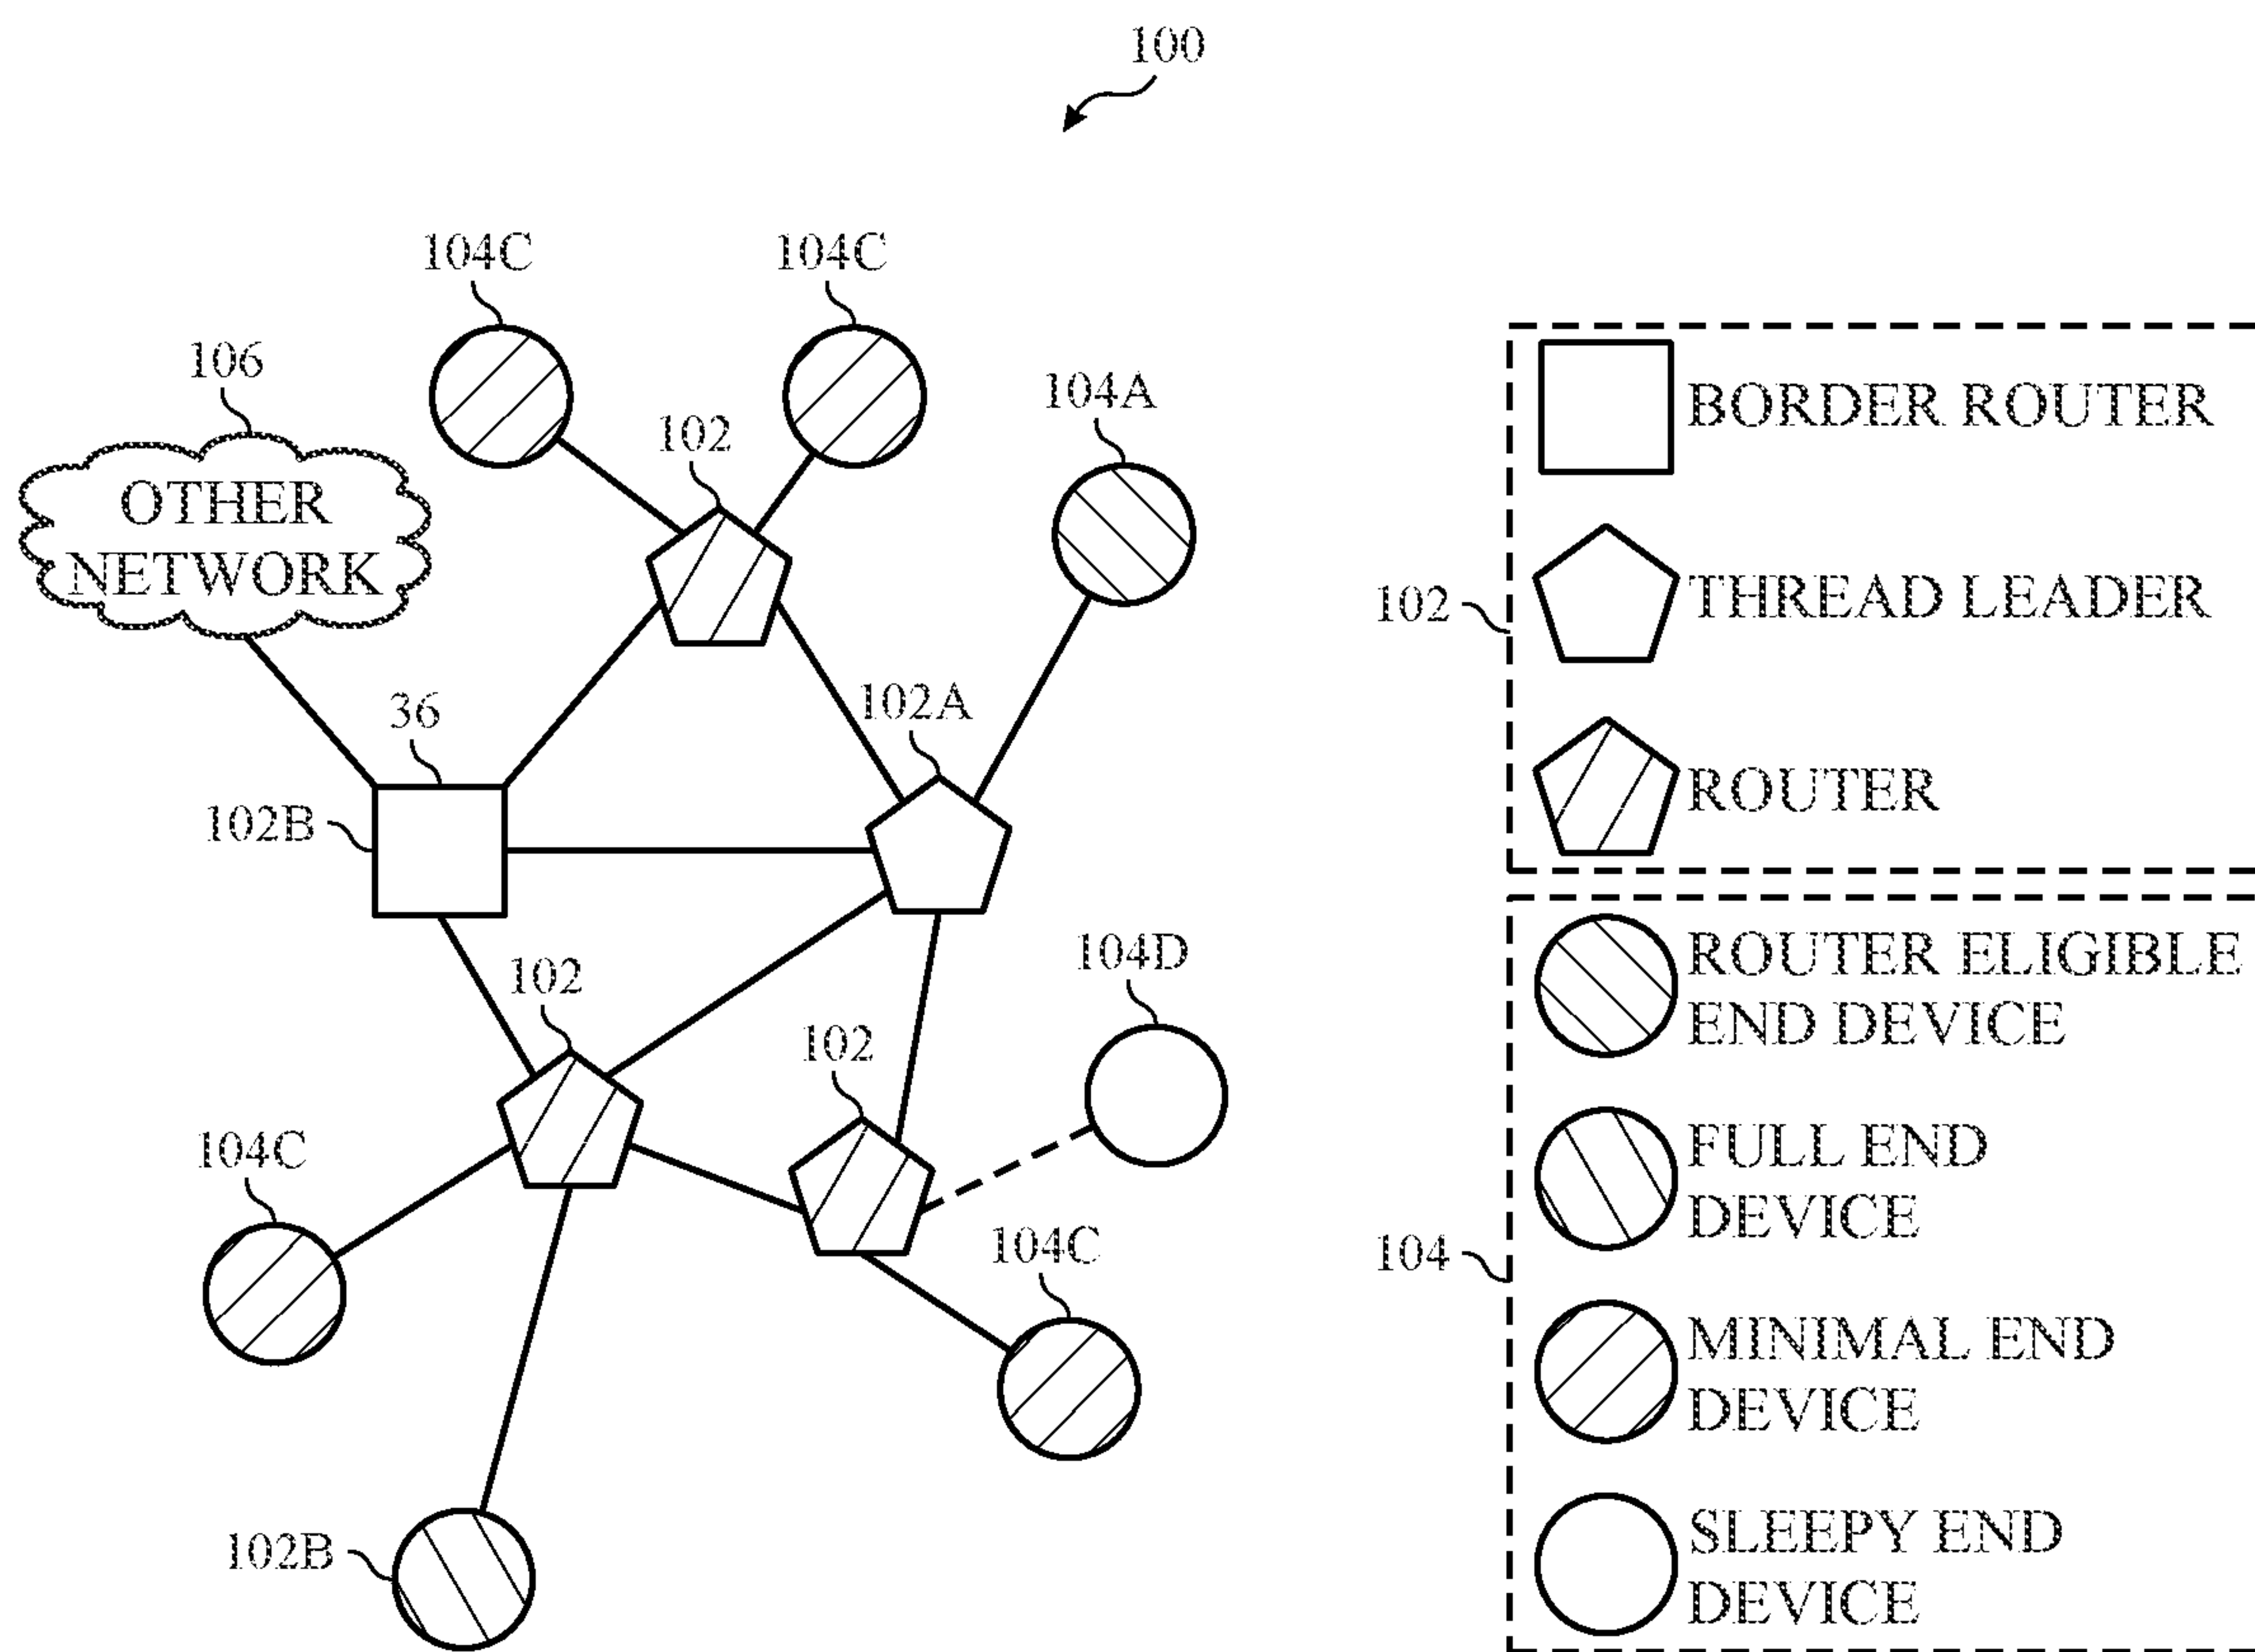 100
104C
104C
106
104A
102
OTHER
NETWORK
36
102A
102B
102
104D
102
104C
104C
102B
BORDER ROUTER
102
THREAD LEADER
ROUTER
ROUTER ELIGIBLE
END DEVICE
FULL END
DEVICE
104
MINIMAL END
DEVICE
SLEEPY END
DEVICE